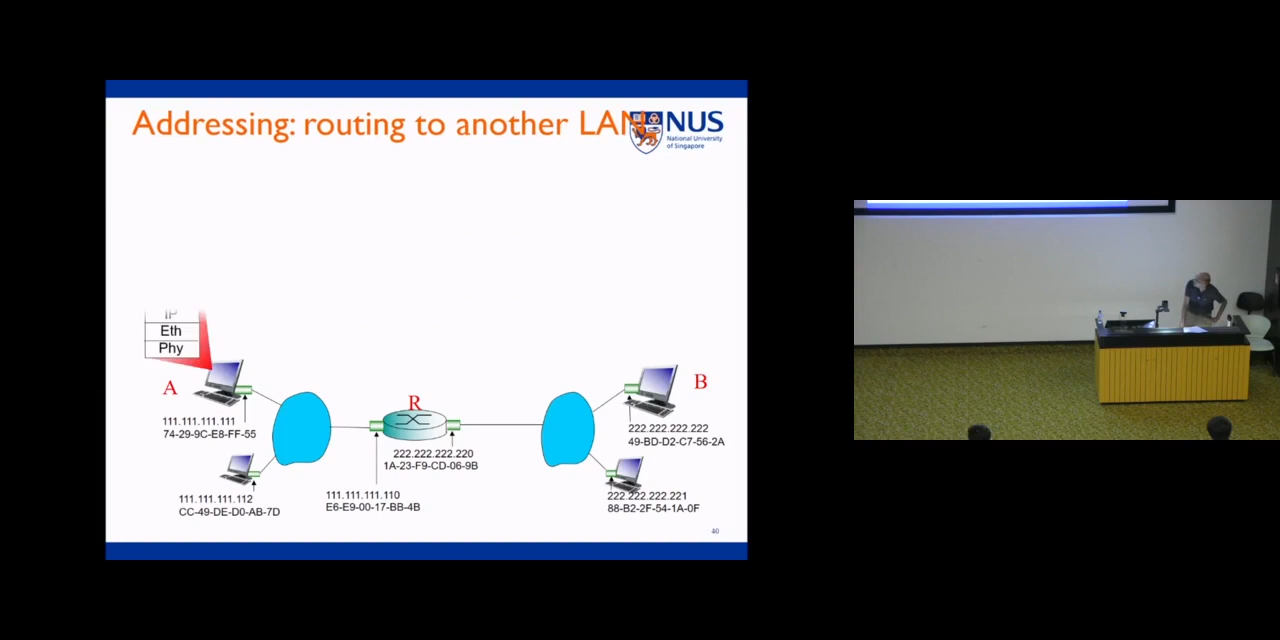 Addressing: routing to another LAN
NUS
National University
of Singapore
IP
Eth
Phy
A
111.111.111.111
74-29-9C-E8-FF-55
111.111.111.112
CC-49-DE-D0-AB-7D
R
222.222.222.220
1A-23-F9-CD-06-9B
111.111.111.110
E6-E9-00-17-BB-4B
B
222.222.222.222
49-BD-D2-C7-56-2A
222.222.222.221
88-B2-2F-54-1A-0F
40